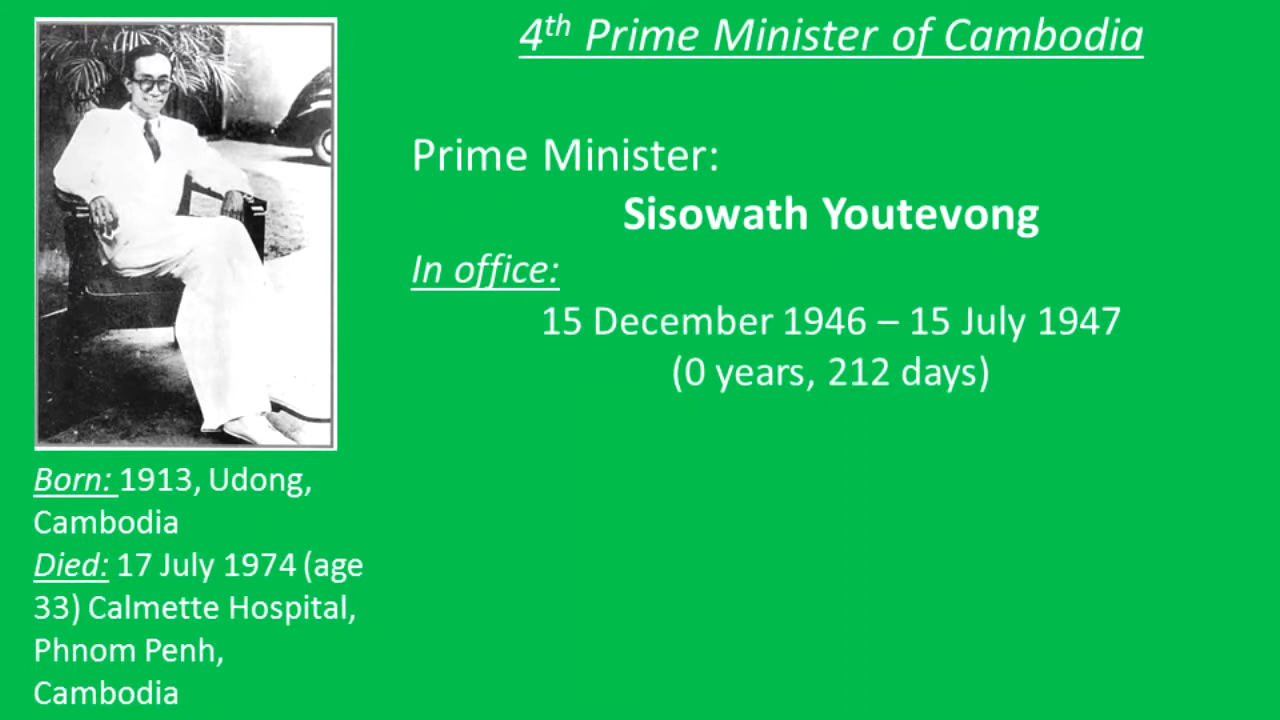 4th Prime Minister of Cambodia
Prime Minister:
Sisowath Youtevong
In office:
15 December 1946 – 15 July 1947
(0 years, 212 days)
Born: 1913, Udong,
Cambodia
Died: 17 July 1974 (age
33) Calmette Hospital,
Phnom Penh,
Cambodia